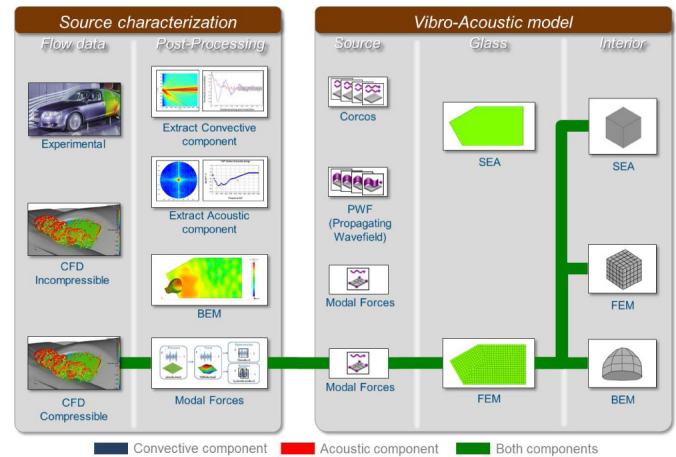 Source characterization
Vibro-Acoustic model
Flow data
Post-Processing
Source
Glass
Interior
Experimental
Extract Convective
component
Corcos
SEA
SEA
Extract Acoustic
component
PWF
(Propagating
Wavefield)
CFD
Incompressible
BEM
Modal Forces
FEM
CFD
Compressible
Modal Forces
Modal Forces
FEM
BEM
Convective component
Acoustic component
Both components